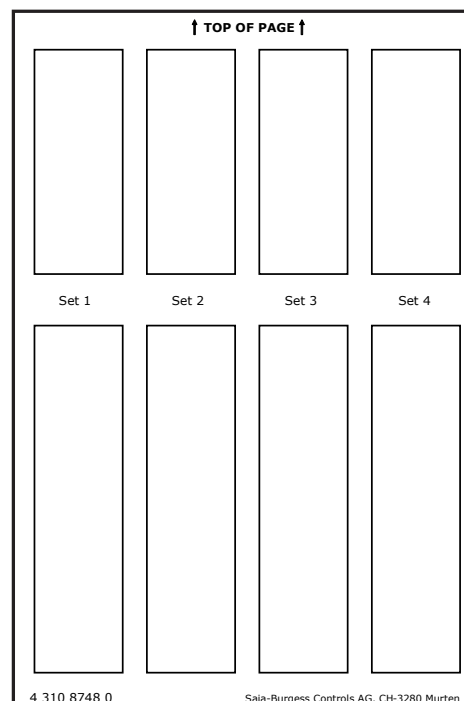 TOP OF PAGE
Set 1 Set 2 Set 3 Set 4
4 310 8748 0 Saia-Burgess Controls AG, CH-3280 Murten